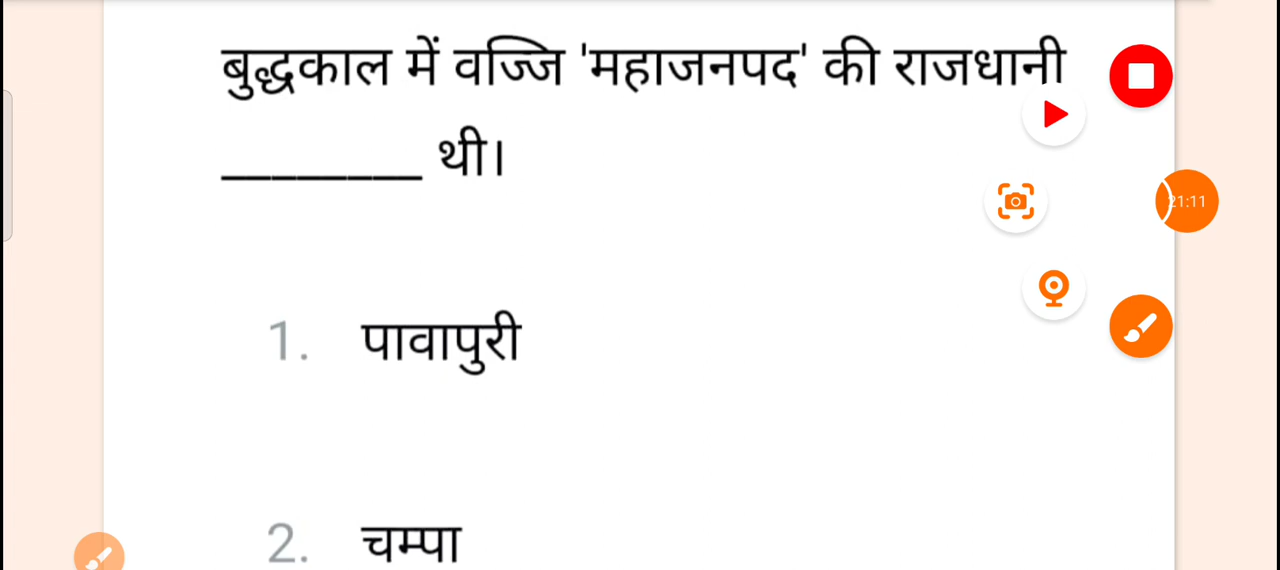 बुद्धकाल में वज्जि 'महाजनपद' की राजधानी
________ थी।
21:11
1. पावापुरी
2. चम्पा